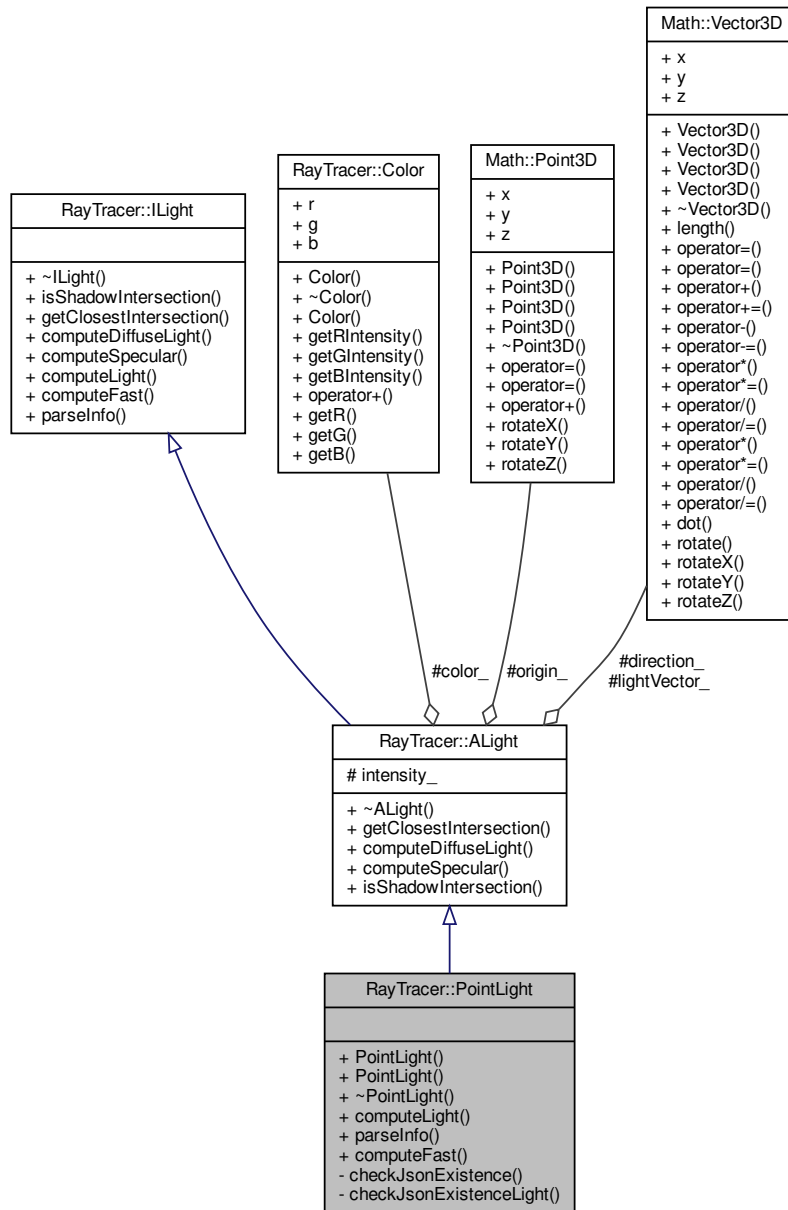 Math::Vector3D
+ x
+ y
+ z
+ Vector3D()
+ Vector3D()
+ Vector3D()
+ Vector3D()
+ ~Vector3D()
+ length()
+ operator=()
+ operator=()
+ operator+()
+ operator+=()
+ operator-()
+ operator-=()
+ operator*()
+ operator*=()
+ operator/()
+ operator/=()
+ operator*()
+ operator*=()
+ operator/()
+ operator/=()
+ dot()
+ rotate()
+ rotateX()
+ rotateY()
+ rotateZ()
Math::Point3D
+ x
+ y
+ z
+ Point3D()
+ Point3D()
+ Point3D()
+ Point3D()
+ ~Point3D()
+ operator=()
+ operator=()
+ operator+()
+ rotateX()
+ rotateY()
+ rotateZ()
RayTracer::Color
+ r
+ g
+ b
+ Color()
+ ~Color()
+ Color()
+ getRIntensity()
+ getGIntensity()
+ getBIntensity()
+ operator+()
+ getR()
+ getG()
+ getB()
RayTracer::ILight
+ ~ILight()
+ isShadowIntersection()
+ getClosestIntersection()
+ computeDiffuseLight()
+ computeSpecular()
+ computeLight()
+ computeFast()
+ parseInfo()
#color_
#origin_
#direction_
#lightVector_
RayTracer::ALight
# intensity_
+ ~ALight()
+ getClosestIntersection()
+ computeDiffuseLight()
+ computeSpecular()
+ isShadowIntersection()
RayTracer::PointLight
+ PointLight()
+ PointLight()
+ ~PointLight()
+ computeLight()
+ parseInfo()
+ computeFast()
- checkJsonExistence()
- checkJsonExistenceLight()